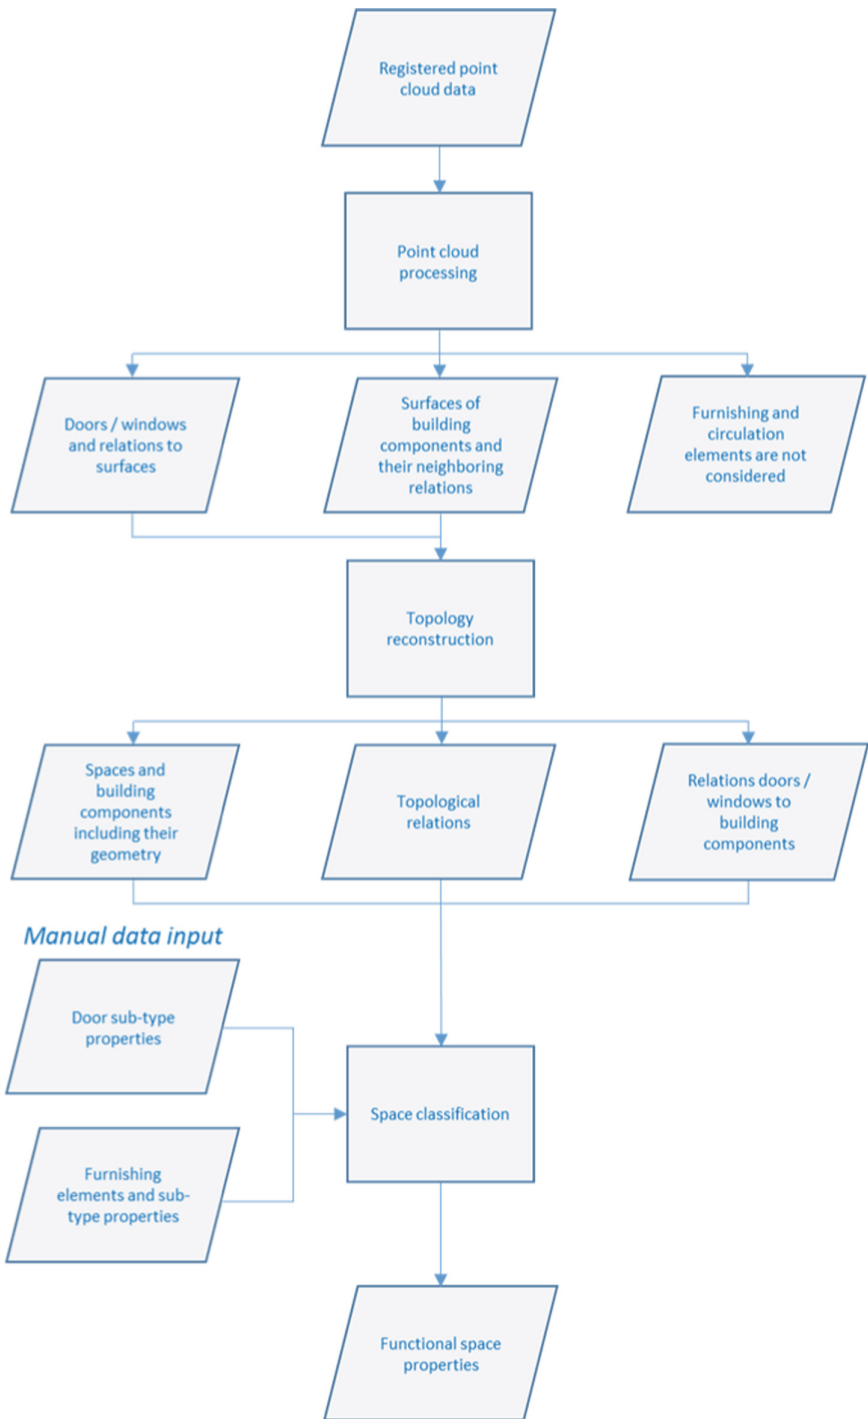 Registered point
cloud data
Point cloud
processing
Doors / windows
and relations to
surfaces
Surfaces of
building
components and
their neighboring
relations
Furnishing and
circulation
elements are not
considered
Topology
reconstruction
Spaces and
building
components
including their
geometry
Topological
relations
Relations doors /
windows to
building
components
Manual data input
Door sub-type
properties
Space classification
Furnishing
elements and sub-
type properties
Functional space
properties